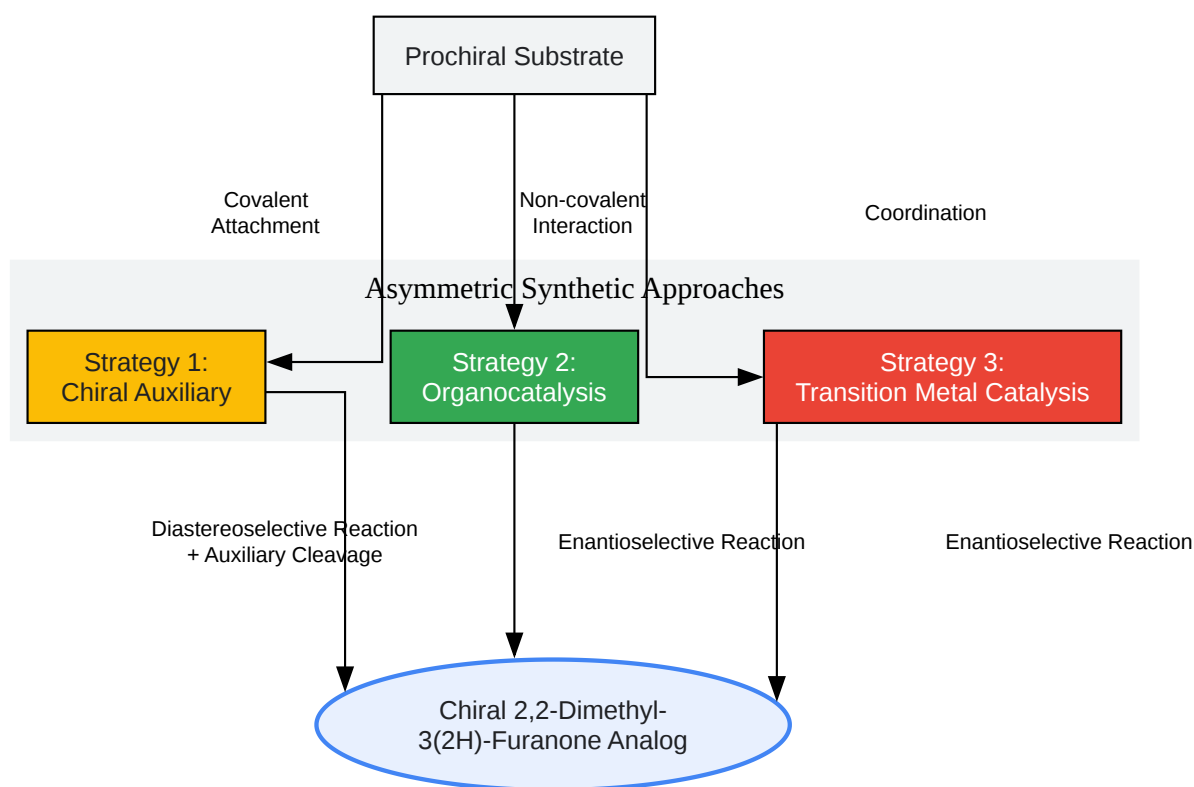 Prochiral Substrate
Covalent
Attachment
Non-covalent
Interaction
Coordination
Asymmetric Synthetic Approaches
Strategy 1:
Chiral Auxiliary
Strategy 2:
Organocatalysis
Strategy 3:
Transition Metal Catalysis
Diastereoselective Reaction
+ Auxiliary Cleavage
Enantioselective Reaction
Enantioselective Reaction
Chiral 2,2-Dimethyl-
3(2H)-Furanone Analog